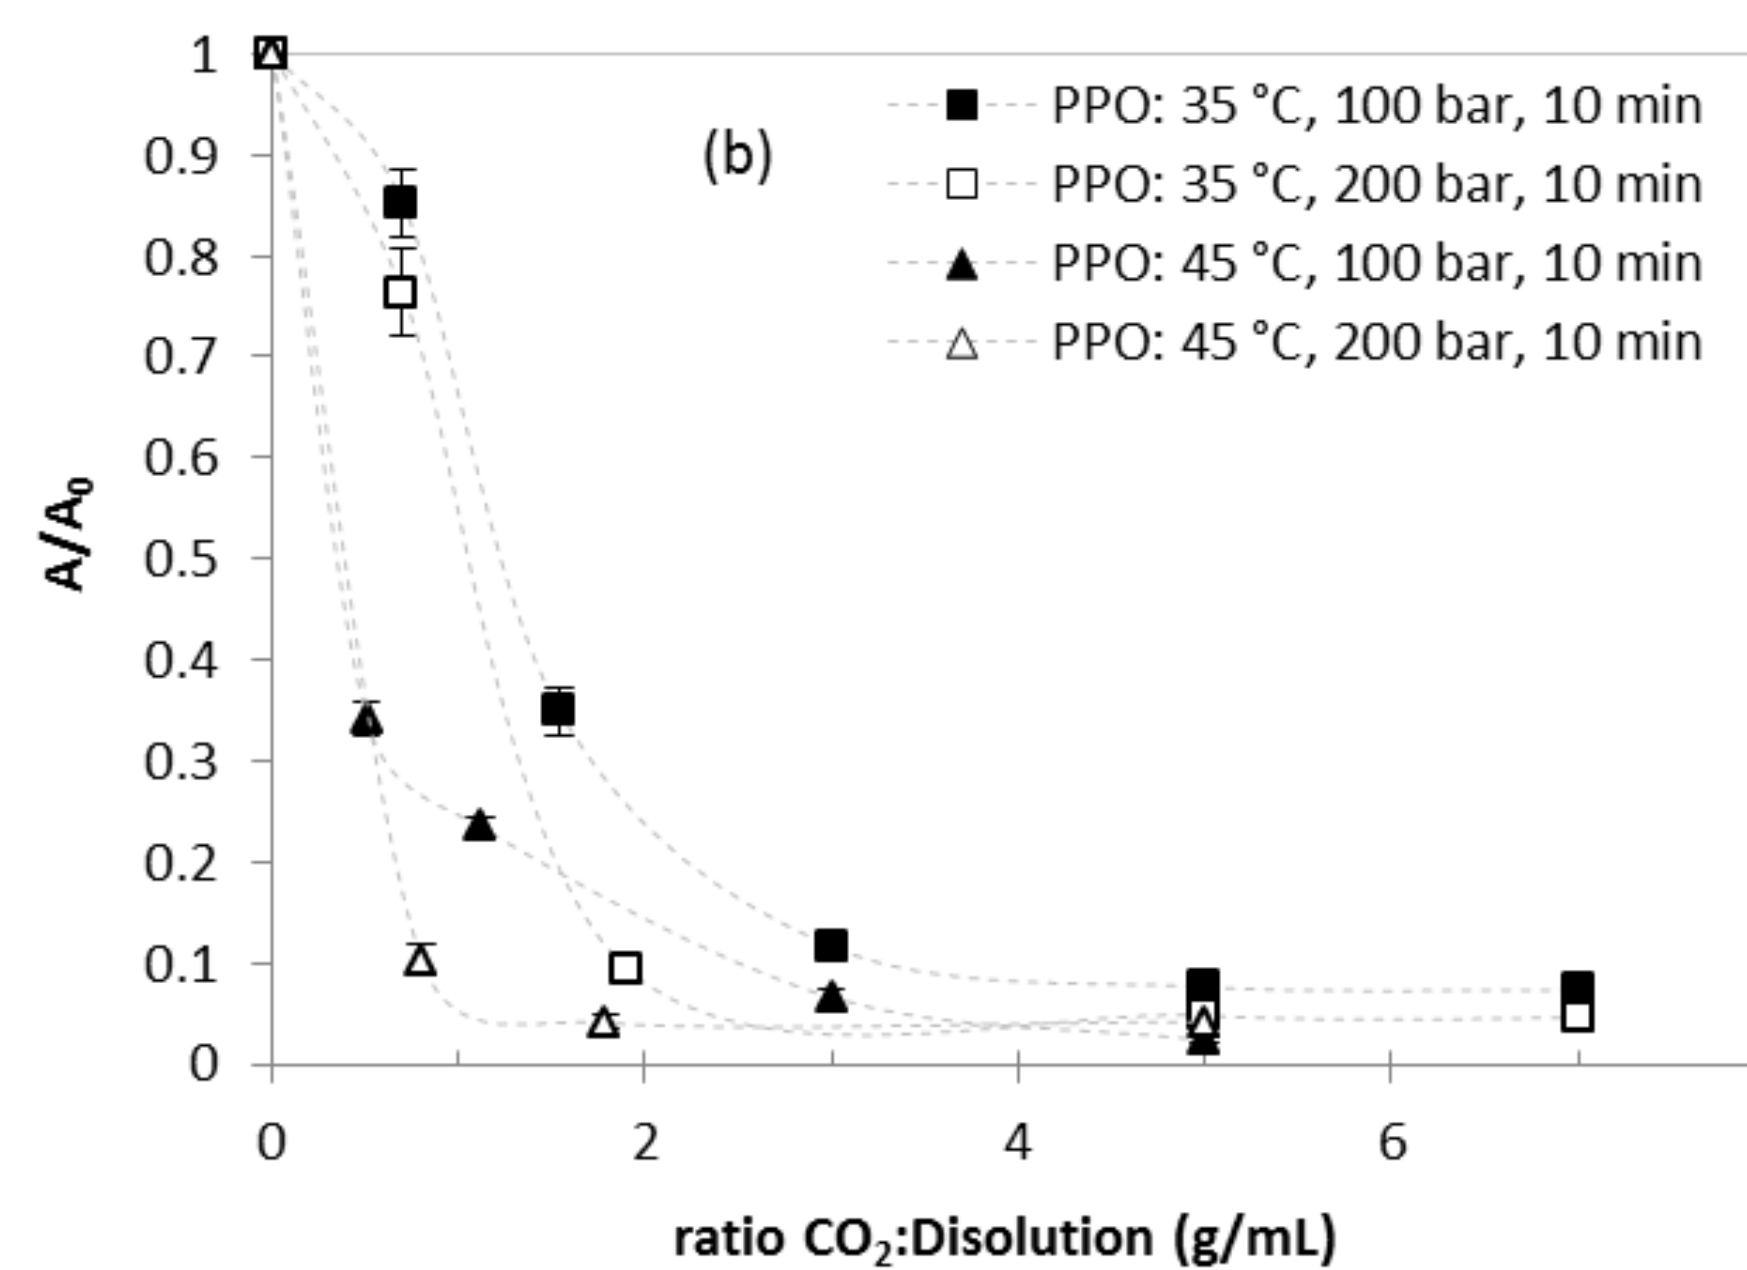 1
0.9
0.8
0.7
0.6
0.5
0.4
0.3
0.2
0.1
0
A/A₀
(b)
PPO: 35 °C, 100 bar, 10 min
PPO: 35 °C, 200 bar, 10 min
PPO: 45 °C, 100 bar, 10 min
PPO: 45 °C, 200 bar, 10 min
0 2 4 6
ratio CO₂:Disolution (g/mL)